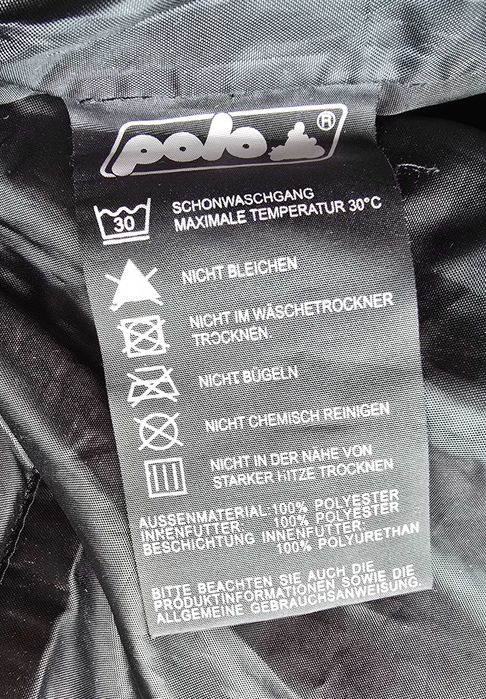 polo ®
30
SCHONWASCHGANG
MAXIMALE TEMPERATUR 30°C
NICHT BLEICHEN
NICHT IM WÄSCHETROCKNER
TROCKNEN.
NICHT BÜGELN
NICHT CHEMISCH REINIGEN
NICHT IN DER NÄHE VON
STARKER HITZE TROCKNEN
AUSSENMATERIAL:100% POLYESTER
INNENFUTTER: 100% POLYESTER
BESCHICHTUNG INNENFUTTER:
100% POLYURETHAN
BITTE BEACHTEN SIE AUCH DIE
PRODUKTINFORMATIONEN SOWIE DIE
ALLGEMEINE GEBRAUCHSANWEISUNG.